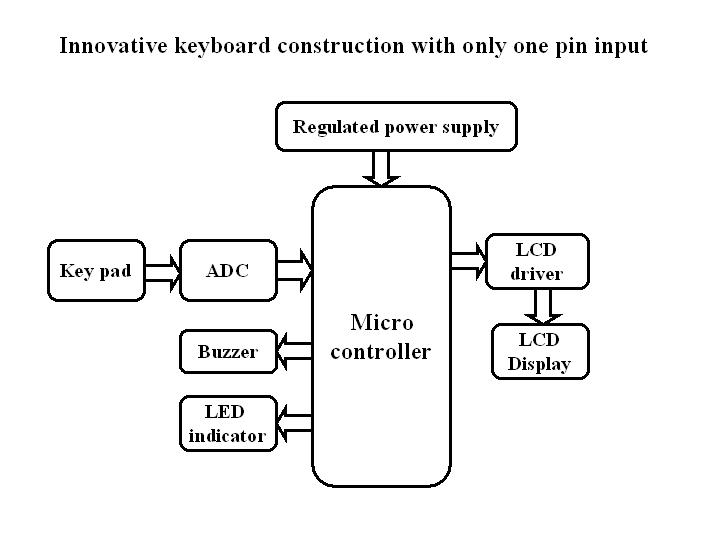 Innovative keyboard construction with only one pin input
Regulated power supply
Key pad
ADC
LCD
driver
Micro
controller
Buzzer
LCD
Display
LED
indicator